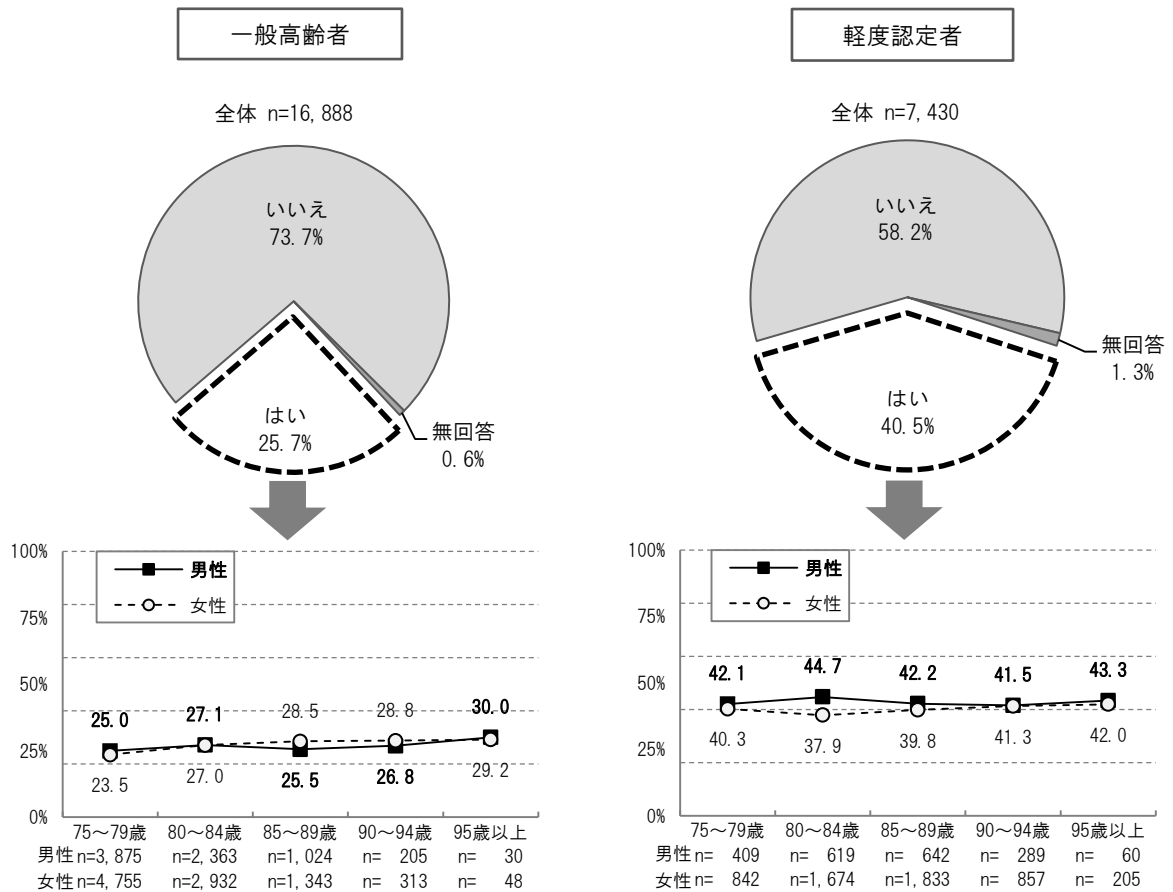 一般高齢者
全体 n=16,888
いいえ
73.7%
はい
25.7%
無回答
0.6%
100%
75%
50%
25%
0%
男性
女性
25.0 27.1 28.5 28.8 30.0
23.5 27.0 25.5 26.8 29.2
75～79歳 80～84歳 85～89歳 90～94歳 95歳以上
男性n=3,875 n=2,363 n=1,024 n= 205 n= 30
女性n=4,755 n=2,932 n=1,343 n= 313 n= 48
軽度認定者
全体 n=7,430
いいえ
58.2%
無回答
1.3%
はい
40.5%
100%
75%
50%
25%
0%
男性
女性
42.1 44.7 42.2 41.5 43.3
40.3 37.9 39.8 41.3 42.0
75～79歳 80～84歳 85～89歳 90～94歳 95歳以上
男性n= 409 n= 619 n= 642 n= 289 n= 60
女性n= 842 n=1,674 n=1,833 n= 857 n= 205